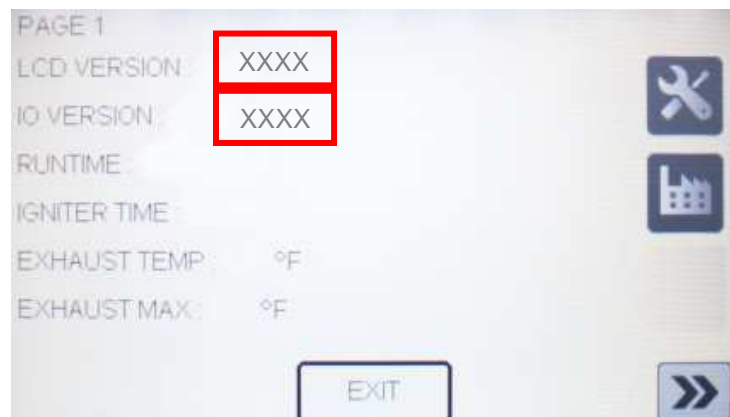 PAGE 1
LCD VERSION : XXXX
IO VERSION : XXXX
RUNTIME :
IGNITER TIME
EXHAUST TEMP °F
EXHAUST MAX : °F
EXIT